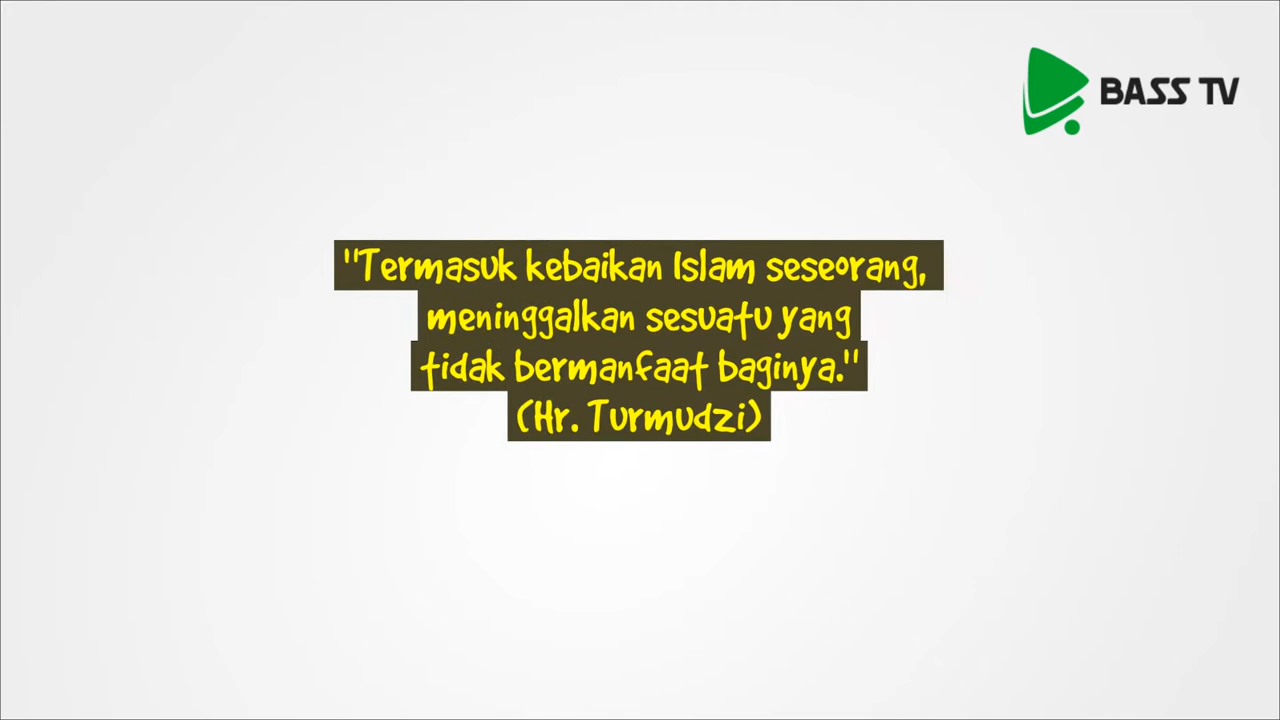 BASS TV
"Termasuk kebaikan Islam seseorang,
meninggalkan sesuatu yang
tidak bermanfaat baginya."
(Hr. Turmudzi)